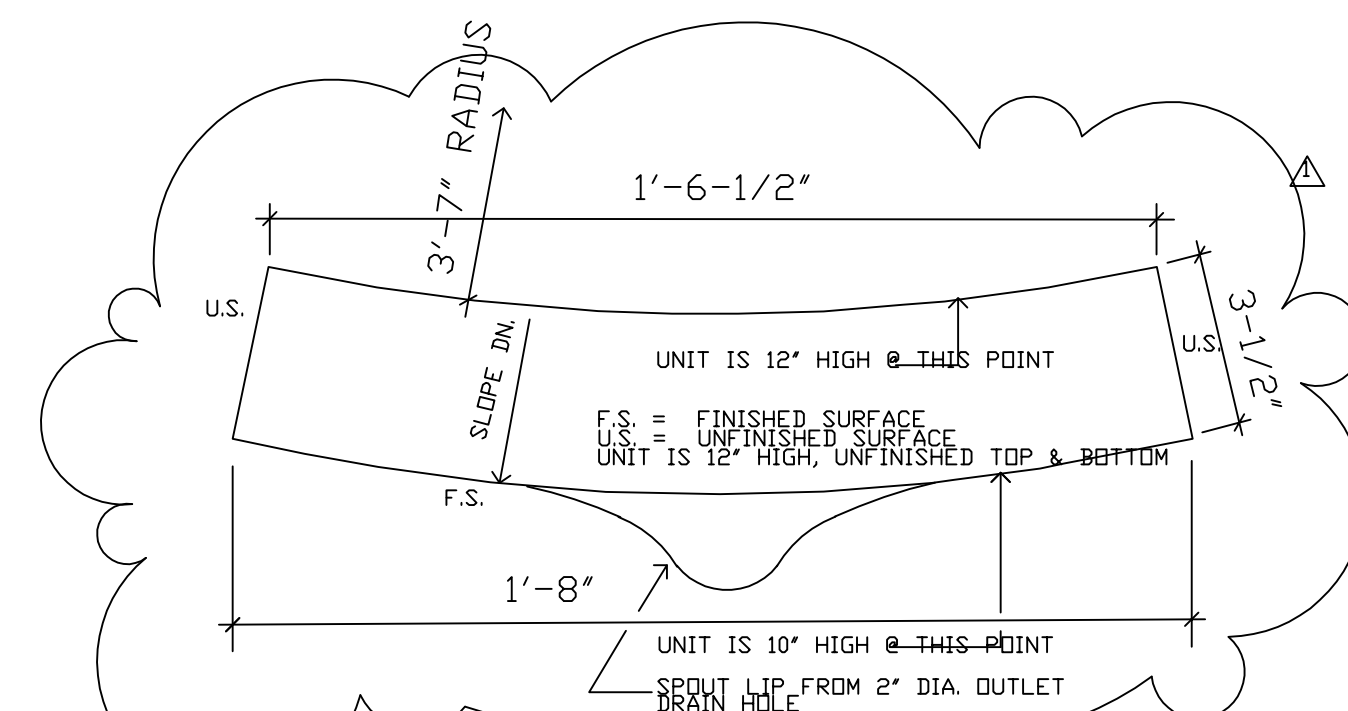 3'-7" RADIUS
1'-6-1/2"
1
U.S.
U.S.
3-1/2"
SLOPE DN.
UNIT IS 12" HIGH @ THIS POINT
F.S. = FINISHED SURFACE
U.S. = UNFINISHED SURFACE
UNIT IS 12" HIGH, UNFINISHED TOP & BOTTOM
F.S.
1'-8"
UNIT IS 10" HIGH @ THIS POINT
SPOUT LIP FROM 2" DIA. OUTLET
DRAIN HOLE